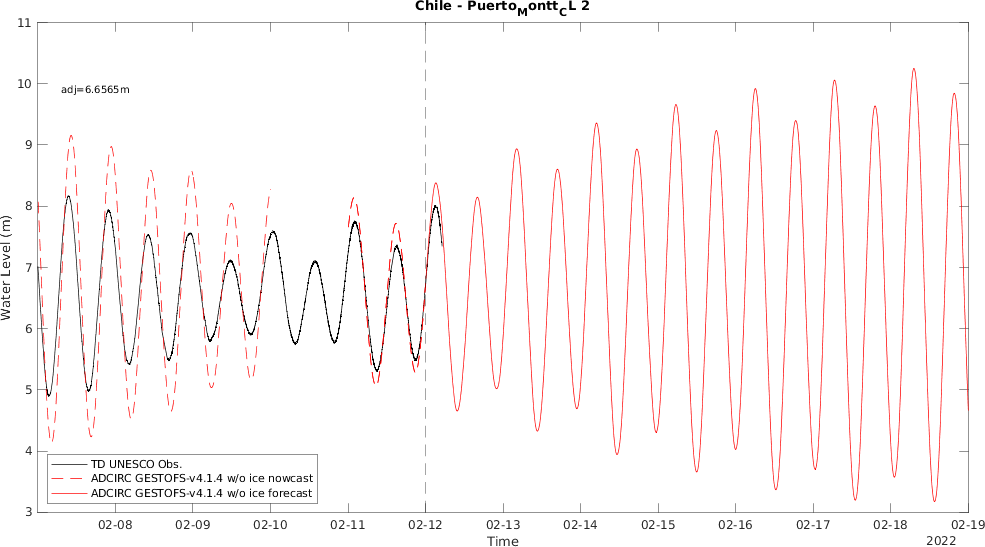 Chile - Puerto_Montt_CL 2
11
10
9
8
7
6
5
4
3
Water Level (m)
adj=6.6565m
TD UNESCO Obs.
ADCIRC GESTOFS-v4.1.4 w/o ice nowcast
ADCIRC GESTOFS-v4.1.4 w/o ice forecast
02-08 02-09 02-10 02-11 02-12 02-13 02-14 02-15 02-16 02-17 02-18 02-19
Time
2022